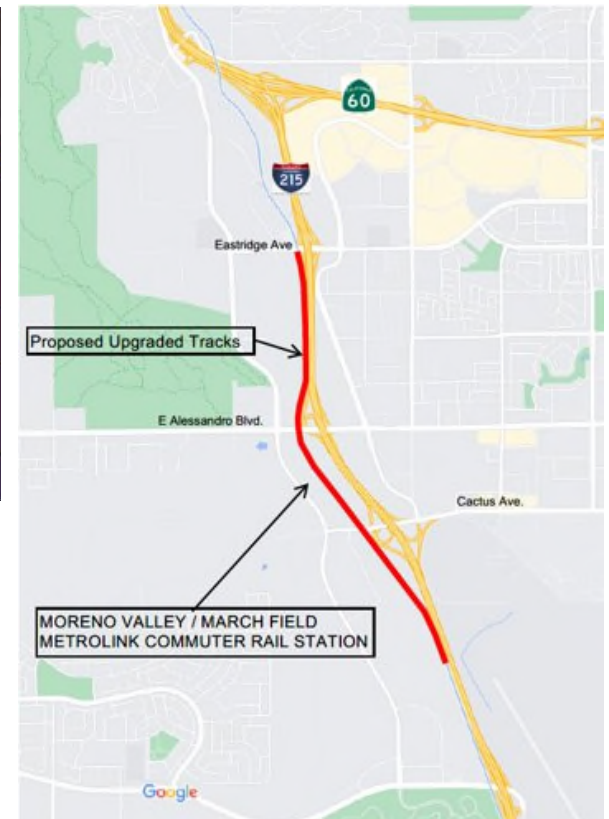 60
215
Eastridge Ave
Proposed Upgraded Tracks
E Alessandro Blvd.
Cactus Ave.
MORENO VALLEY / MARCH FIELD
METROLINK COMMUTER RAIL STATION
Google